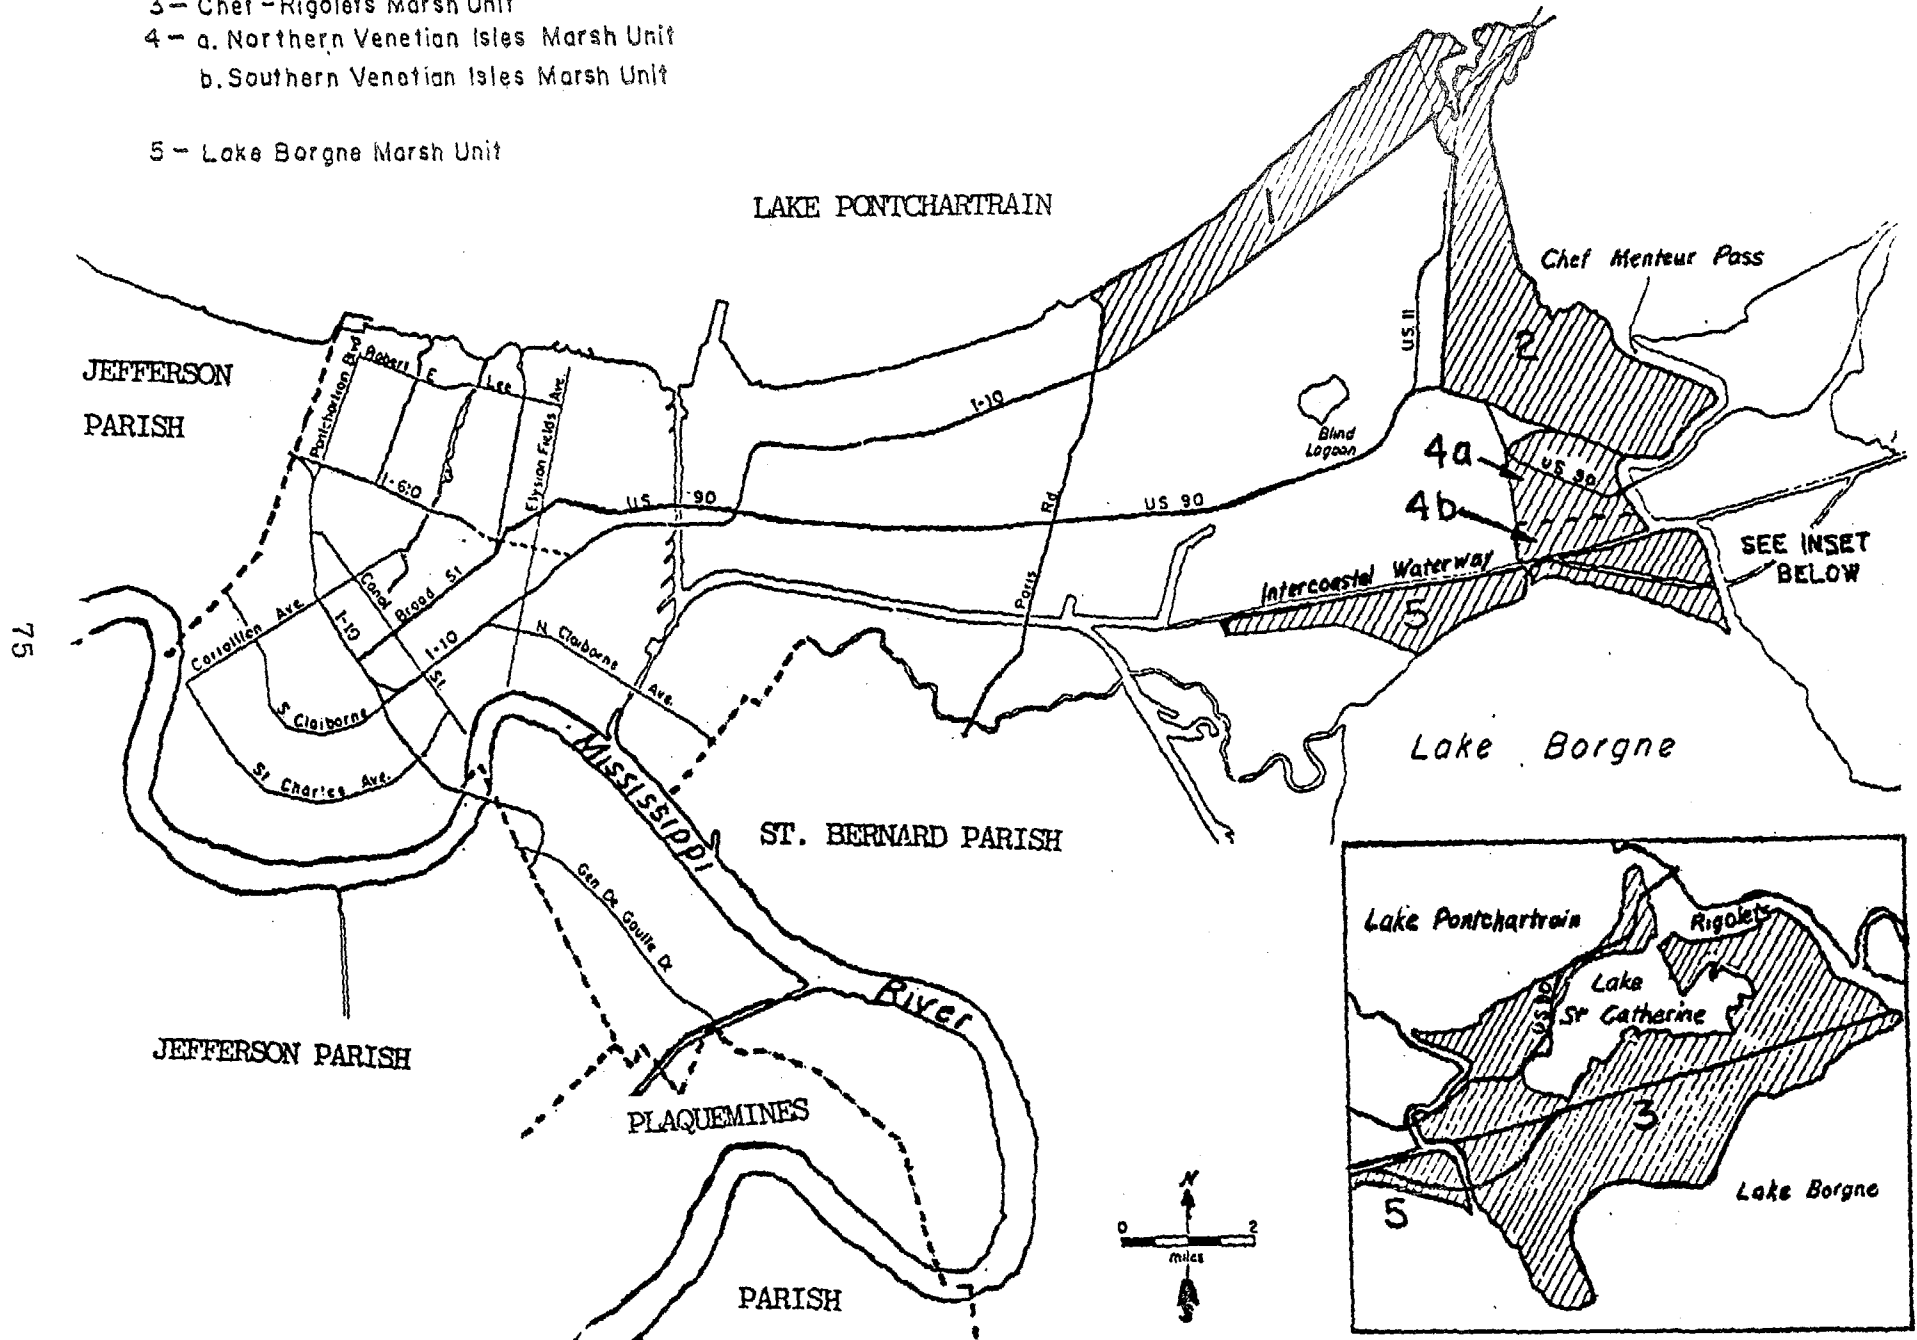 3- Chef-Rigolets Marsh Unit
4- a. Northern Venetian Isles Marsh Unit
b. Southern Venetian Isles Marsh Unit
5- Lake Borgne Marsh Unit
LAKE PONTCHARTRAIN
Chef Menteur Pass
JEFFERSON
PARISH
Pontchartrain Blvd
Robert E. Lee
Elysian Fields Ave.
I-10
US 11
2
Blind
Lagoon
4a
US 90
4b
I-610
US 90
US 90
Paris Rd
SEE INSET
BELOW
Intercoastal Waterway
5
75
Carrollton Ave.
Canal St.
Broad St
I-10
I-10
N. Claiborne Ave.
S Claiborne
St Charles Ave.
Mississippi River
Lake Borgne
ST. BERNARD PARISH
Gen De Gaulle Dr
JEFFERSON PARISH
PLAQUEMINES
PARISH
N
0 2
miles
S
Lake Pontchartrain
Rigolets
Lake
St Catherine
US 90
3
5
Lake Borgne